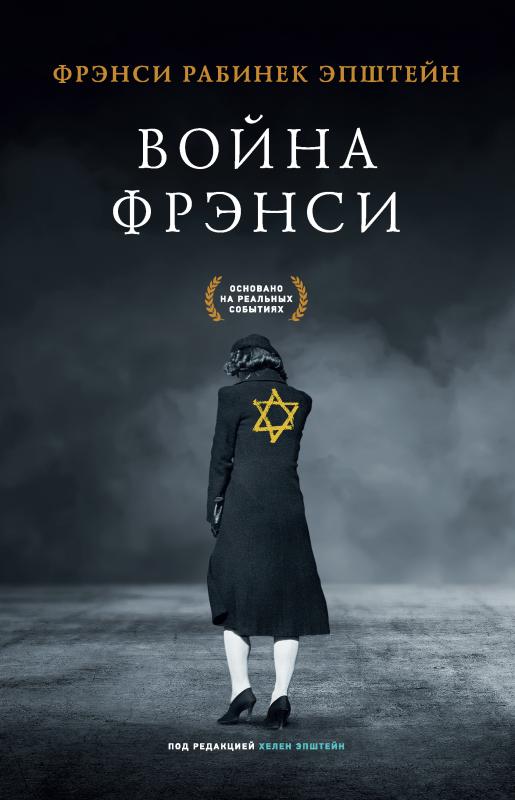 ФРЭНСИ РАБИНЕК ЭПШТЕЙН
ВОЙНА
ФРЭНСИ
ОСНОВАНО
НА РЕАЛЬНЫХ
СОБЫТИЯХ
ПОД РЕДАКЦИЕЙ ХЕЛЕН ЭПШТЕЙН